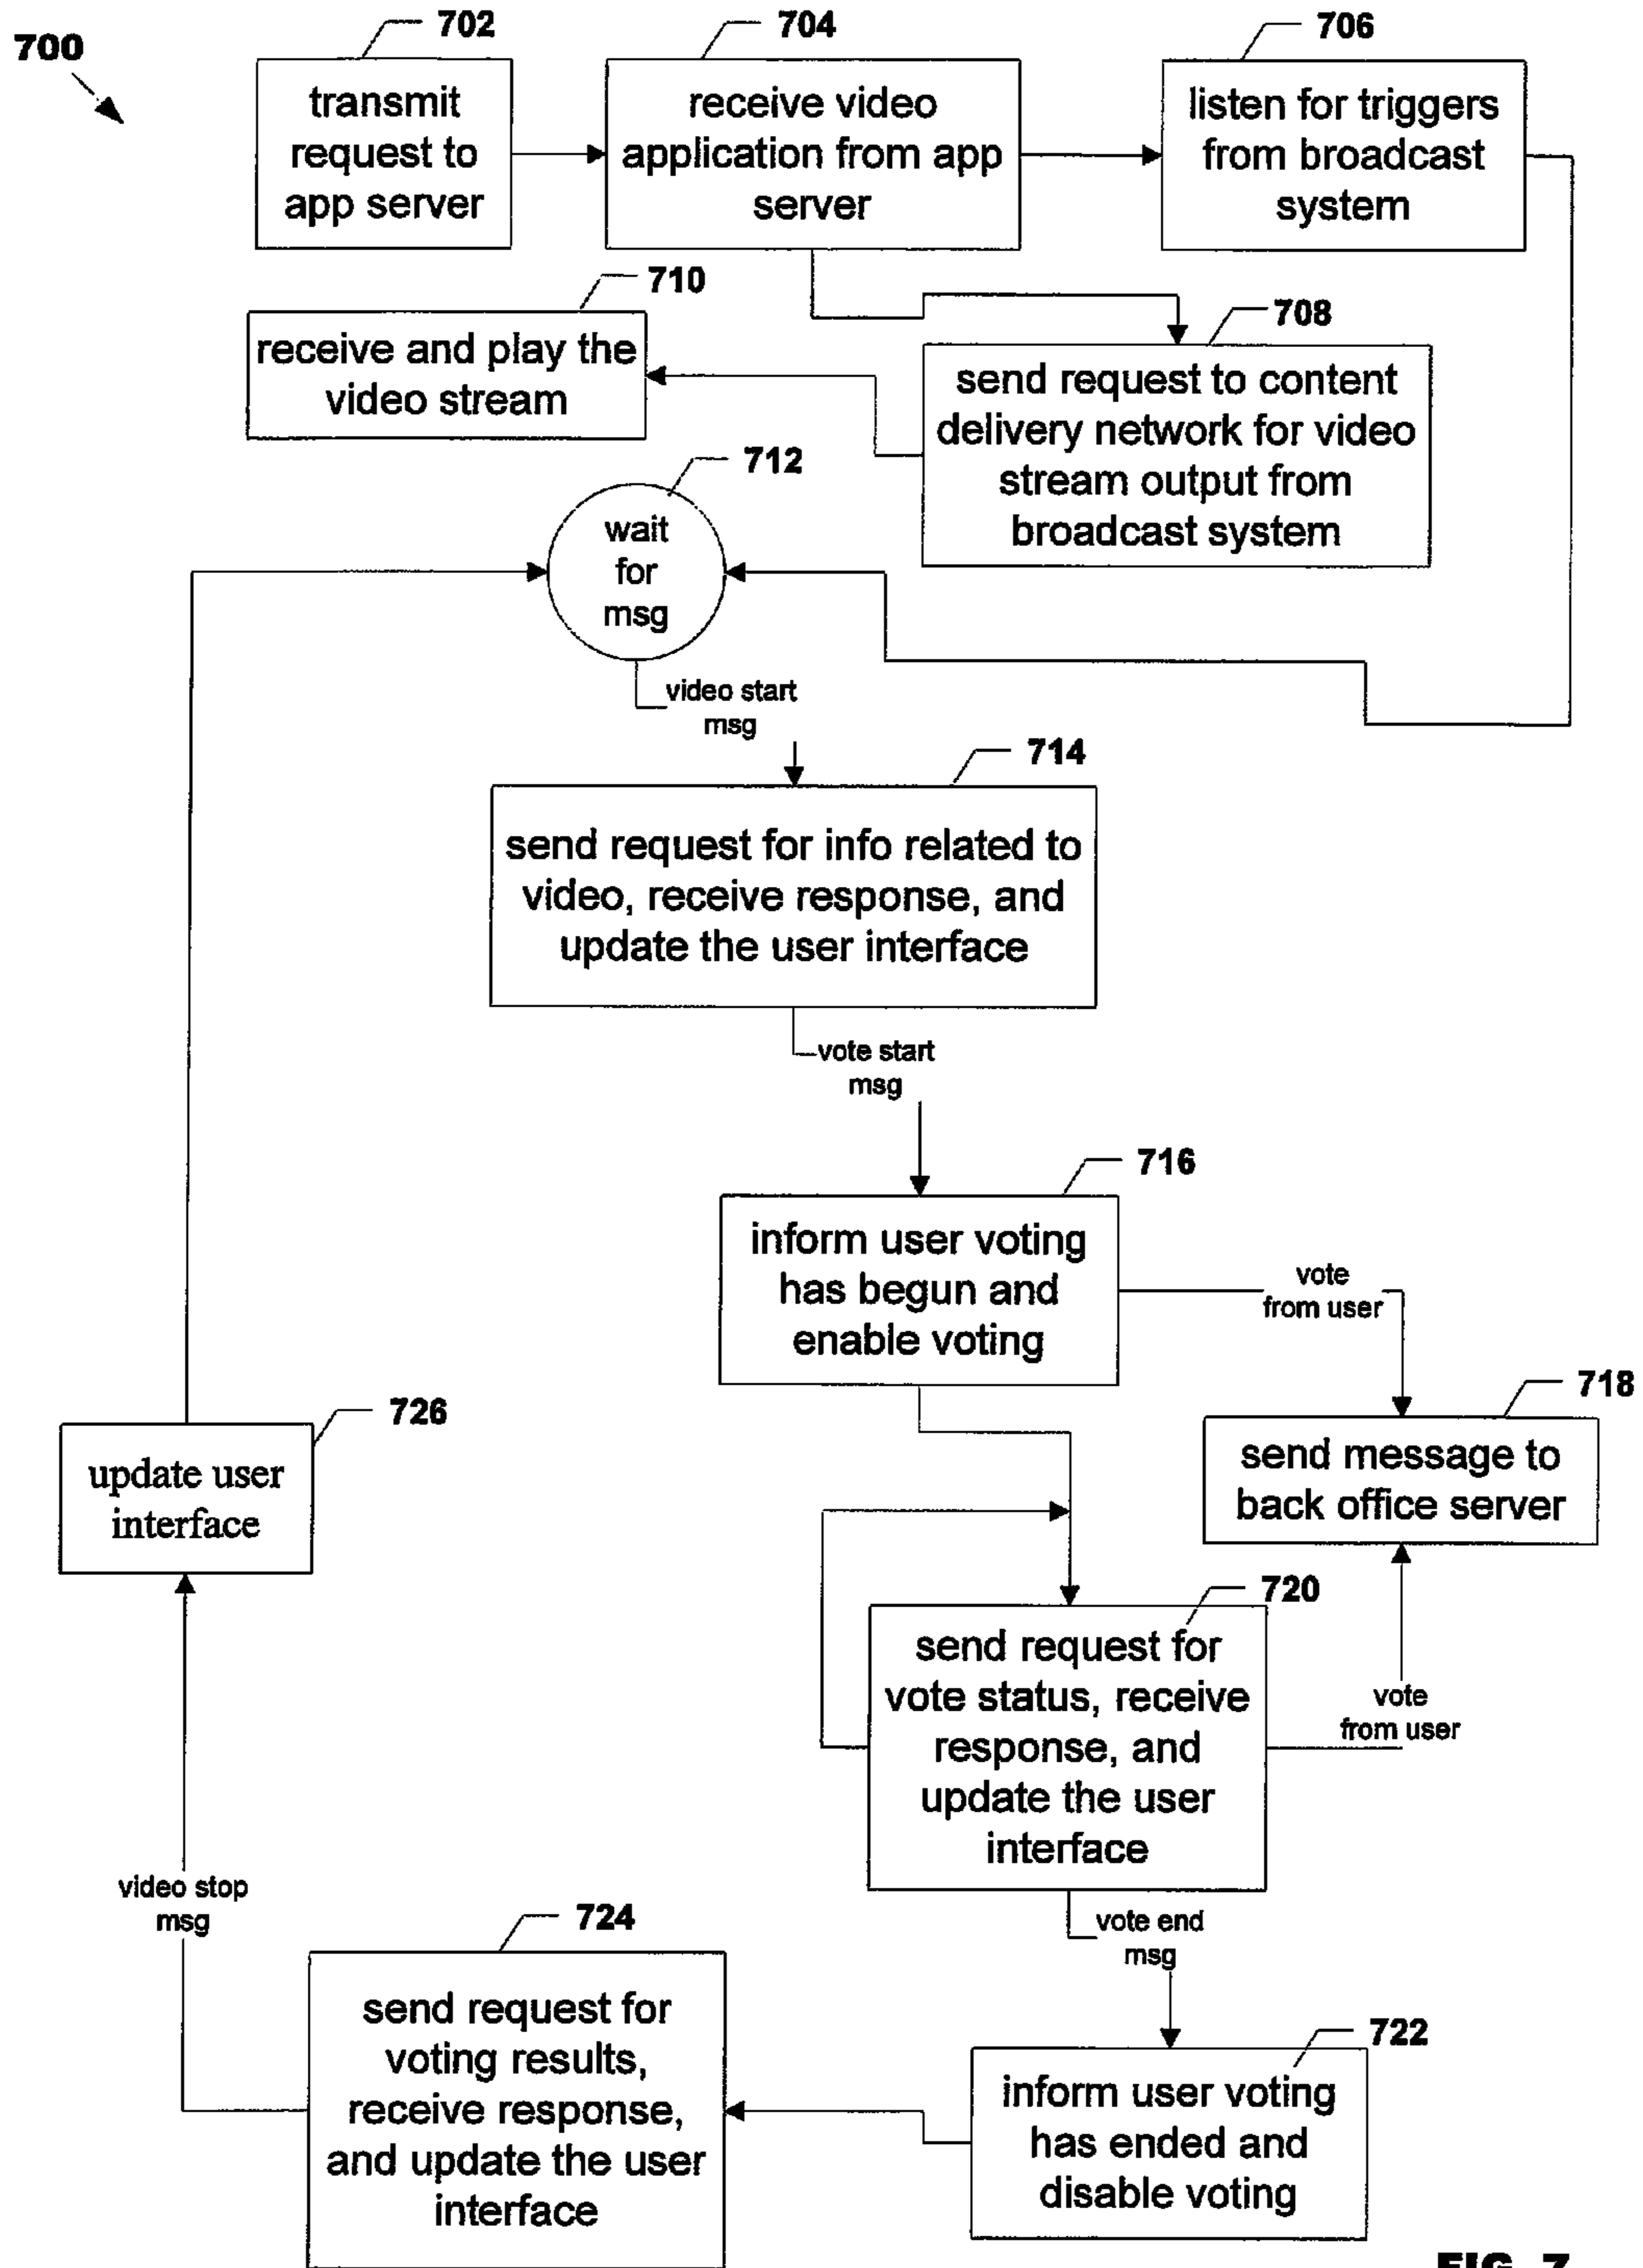 700
702
transmit
request to
app server
704
receive video
application from app
server
706
listen for triggers
from broadcast
system
710
receive and play the
video stream
708
send request to content
delivery network for video
stream output from
broadcast system
712
wait
for
msg
video start
msg
714
send request for info related to
video, receive response, and
update the user interface
vote start
msg
716
inform user voting
has begun and
enable voting
vote
from user
718
send message to
back office server
726
update user
interface
720
send request for
vote status, receive
response, and
update the user
interface
vote
from user
video stop
msg
vote end
msg
724
send request for
voting results,
receive response,
and update the user
interface
722
inform user voting
has ended and
disable voting
FIG. 7